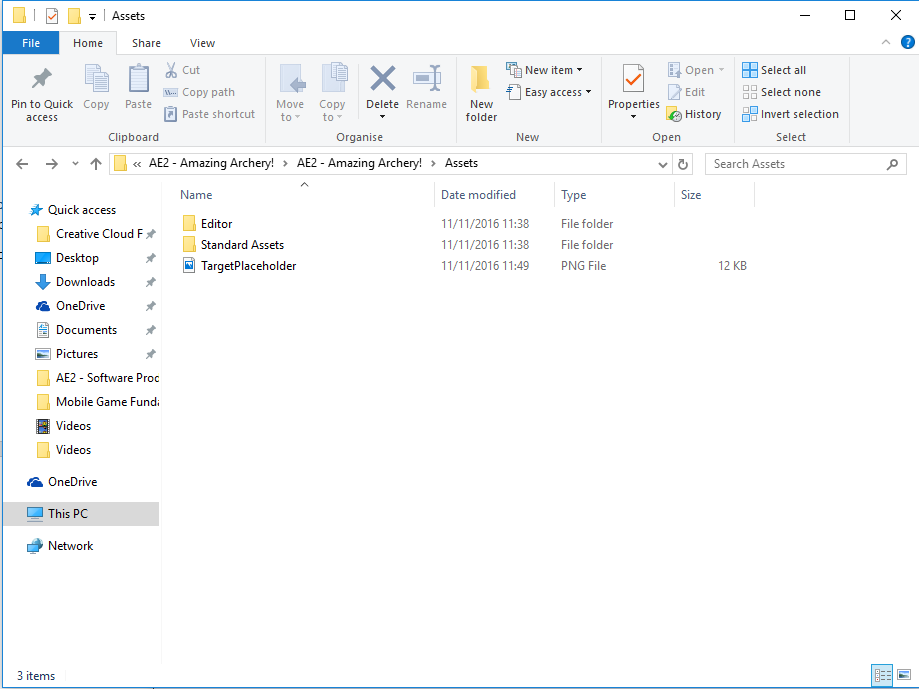 Assets
File Home Share View
Pin to Quick access
Copy
Paste
Cut
Copy path
Paste shortcut
Clipboard
Move to
Copy to
Delete
Rename
Organise
New folder
New item
Easy access
New
Properties
Open
Edit
History
Open
Select all
Select none
Invert selection
Select
« AE2 - Amazing Archery! > AE2 - Amazing Archery! > Assets
Search Assets
Name Date modified Type Size
Editor 11/11/2016 11:38 File folder
Standard Assets 11/11/2016 11:38 File folder
TargetPlaceholder 11/11/2016 11:49 PNG File 12 KB
Quick access
Creative Cloud F
Desktop
Downloads
OneDrive
Documents
Pictures
AE2 - Software Proc
Mobile Game Funda
Videos
Videos
OneDrive
This PC
Network
3 items